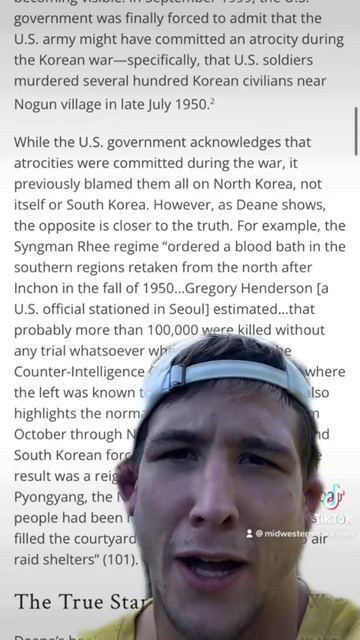 becoming visible. In September 1999, the U.S.
government was finally forced to admit that the
U.S. army might have committed an atrocity during
the Korean war—specifically, that U.S. soldiers
murdered several hundred Korean civilians near
Nogun village in late July 1950.²
While the U.S. government acknowledges that
atrocities were committed during the war, it
previously blamed them all on North Korea, not
itself or South Korea. However, as Deane shows,
the opposite is closer to the truth. For example, the
Syngman Rhee regime “ordered a blood bath in the
southern regions retaken from the north after
Inchon in the fall of 1950...Gregory Henderson [a
U.S. official stationed in Seoul] estimated...that
probably more than 100,000 were killed without
any trial whatsoever
Counter-Intelligence where
the left was known also
highlights the
October through
South Korean
result was a
Pyongyang, the
people had been
filled the courtyard air
raid shelters” (101).
TikTok
@midwesternmarx.com
The True
Deane's